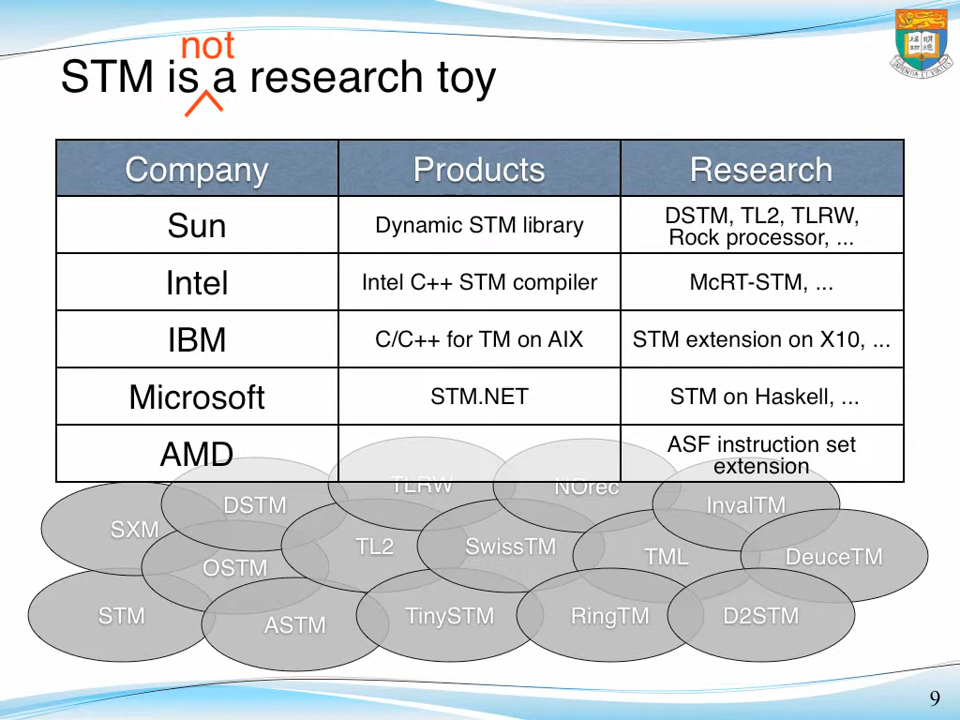 not
STM is a research toy
Company Products Research
Sun Dynamic STM library DSTM, TL2, TLRW,
Rock processor, ...
Intel Intel C++ STM compiler McRT-STM, ...
IBM C/C++ for TM on AIX STM extension on X10, ...
Microsoft STM.NET STM on Haskell, ...
AMD ASF instruction set
extension
TLRW NOrec
DSTM InvalTM
SXM TL2 SwissTM TML DeuceTM
OSTM
STM ASTM TinySTM RingTM D2STM
9